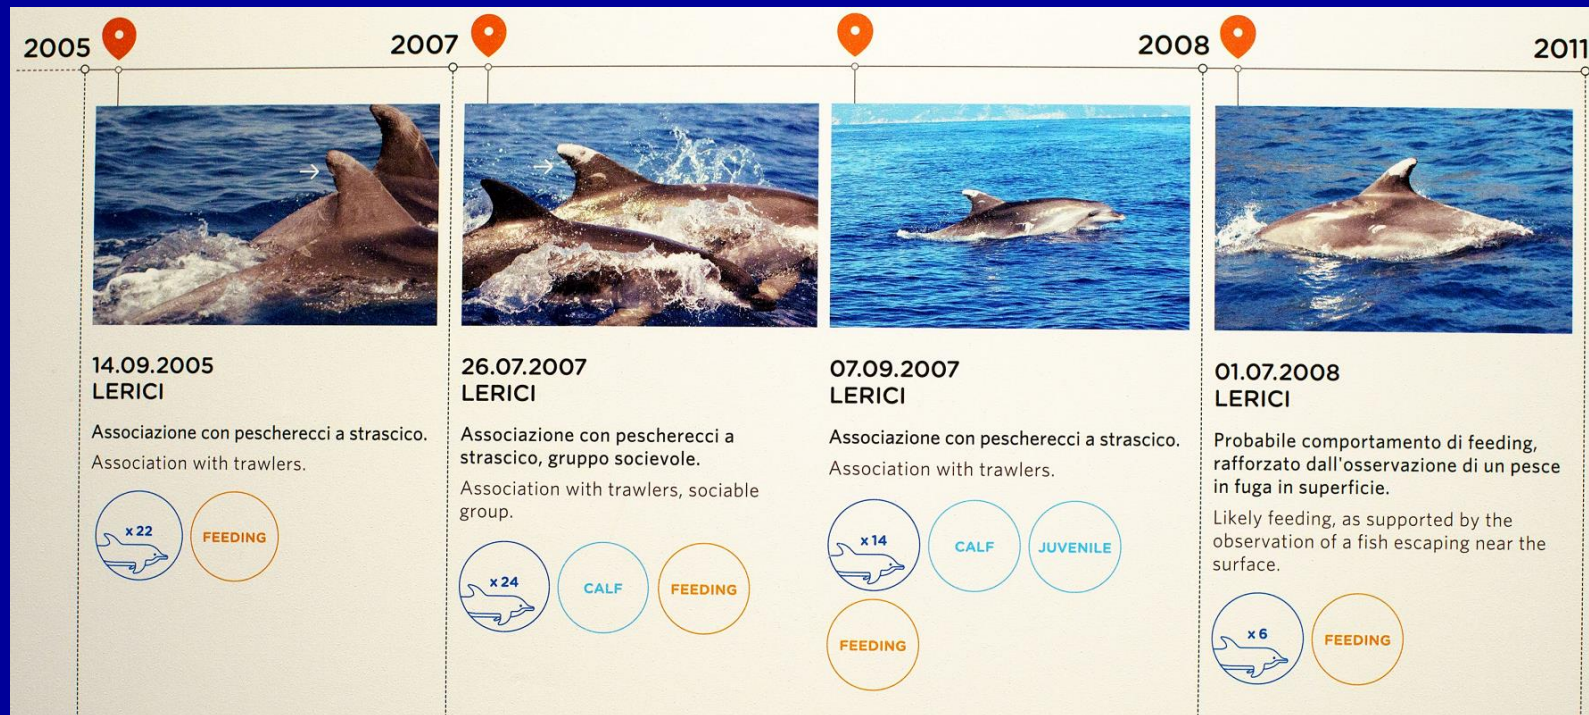 2005
2007
2008
2011
14.09.2005
LERICI
Associazione con pescherecci a strascico.
Association with trawlers.
x 22
FEEDING
26.07.2007
LERICI
Associazione con pescherecci a
strascico, gruppo socievole.
Association with trawlers, sociable
group.
x 24
CALF
FEEDING
07.09.2007
LERICI
Associazione con pescherecci a strascico.
Association with trawlers.
x 14
CALF
JUVENILE
FEEDING
01.07.2008
LERICI
Probabile comportamento di feeding,
rafforzato dall'osservazione di un pesce
in fuga in superficie.
Likely feeding, as supported by the
observation of a fish escaping near the
surface.
x 6
FEEDING